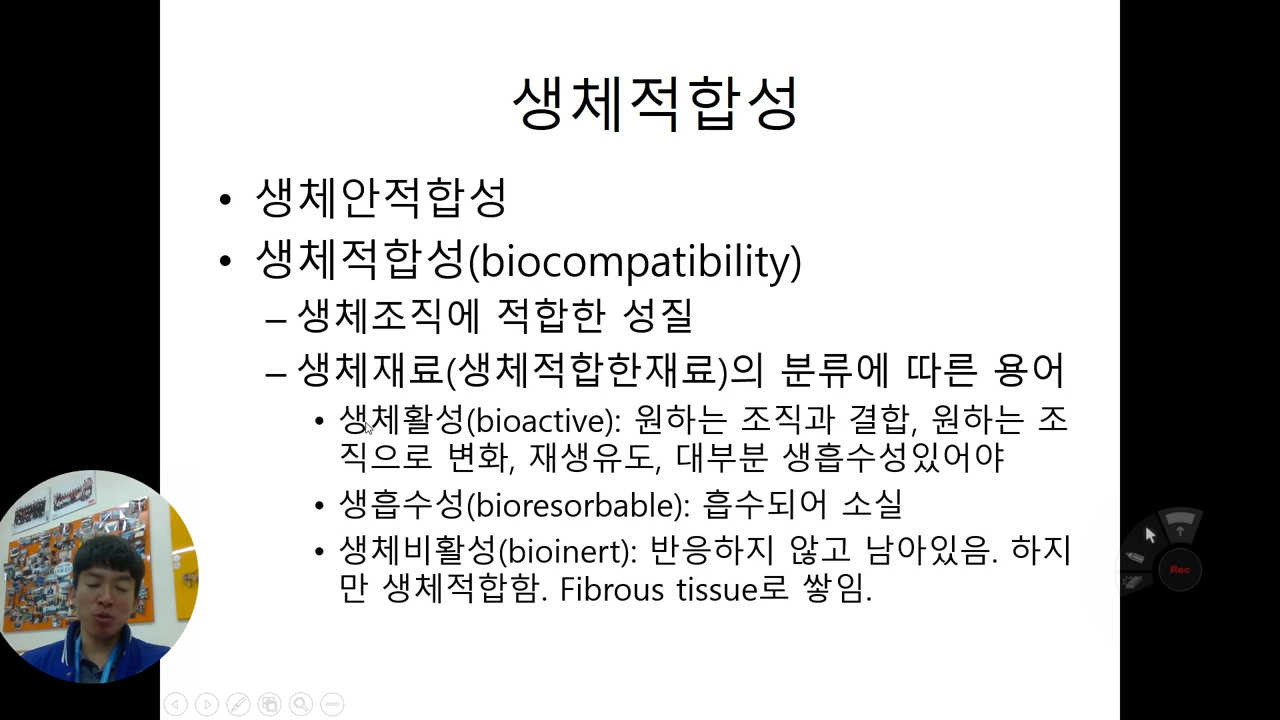 생체적합성
• 생체안적합성
• 생체적합성(biocompatibility)
– 생체조직에 적합한 성질
– 생체재료(생체적합한재료)의 분류에 따른 용어
• 생체활성(bioactive): 원하는 조직과 결합, 원하는 조
직으로 변화, 재생유도, 대부분 생흡수성있어야
• 생흡수성(bioresorbable): 흡수되어 소실
• 생체비활성(bioinert): 반응하지 않고 남아있음. 하지
만 생체적합함. Fibrous tissue로 쌓임.
Rec